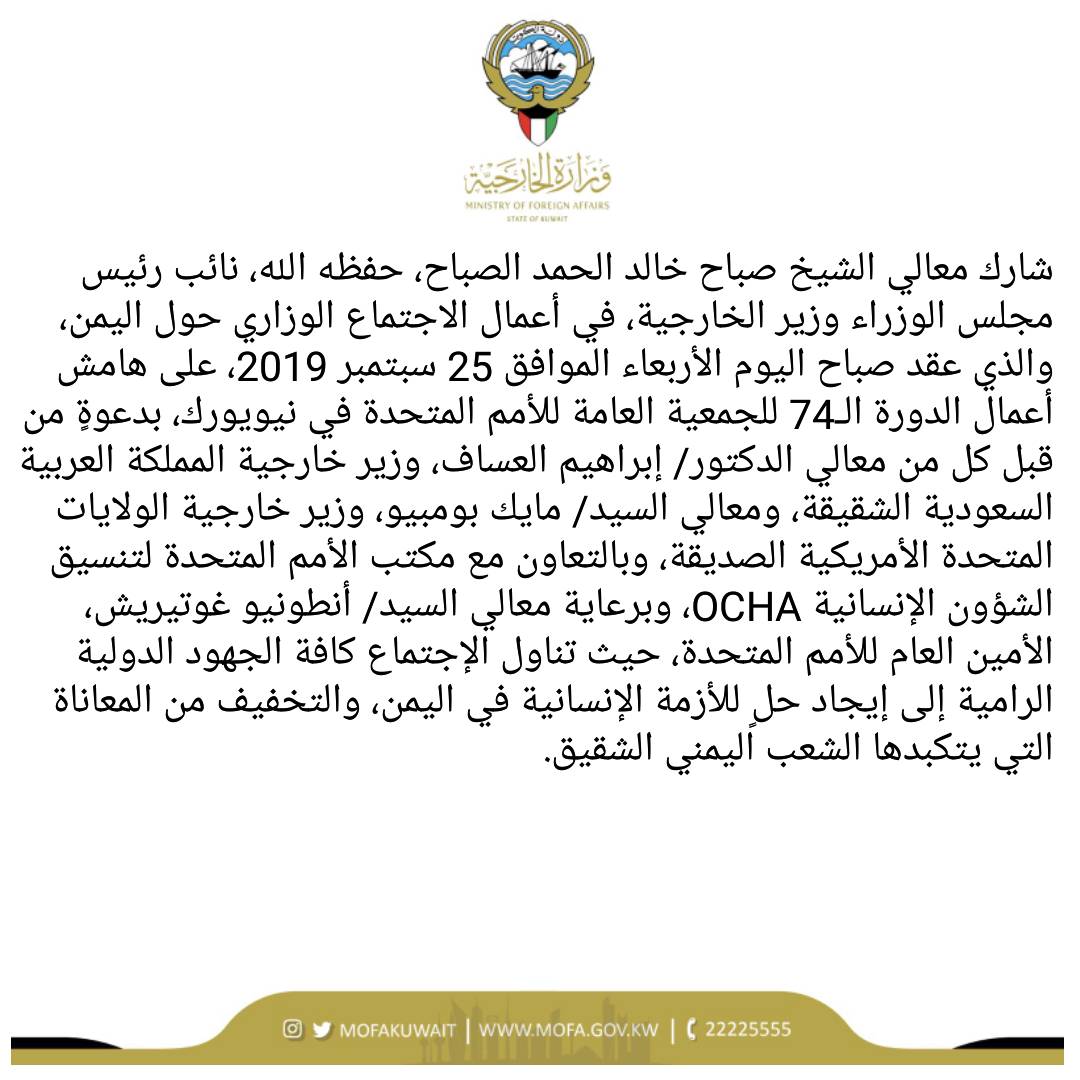 دولة الكويت
وزارة الخارجية
MINISTRY OF FOREIGN AFFAIRS
STATE OF KUWAIT
شارك معالي الشيخ صباح خالد الحمد الصباح، حفظه الله، نائب رئيس
مجلس الوزراء وزير الخارجية، في أعمال الاجتماع الوزاري حول اليمن،
والذي عقد صباح اليوم الأربعاء الموافق 25 سبتمبر 2019، على هامش
أعمال الدورة الـ74 للجمعية العامة للأمم المتحدة في نيويورك، بدعوةٍ من
قبل كل من معالي الدكتور/ إبراهيم العساف، وزير خارجية المملكة العربية
السعودية الشقيقة، ومعالي السيد/ مايك بومبيو، وزير خارجية الولايات
المتحدة الأمريكية الصديقة، وبالتعاون مع مكتب الأمم المتحدة لتنسيق
الشؤون الإنسانية OCHA، وبرعاية معالي السيد/ أنطونيو غوتيريش،
الأمين العام للأمم المتحدة، حيث تناول الإجتماع كافة الجهود الدولية
الرامية إلى إيجاد حل للأزمة الإنسانية في اليمن، والتخفيف من المعاناة
التي يتكبدها الشعب اًليمني الشقيق.
MOFAKUWAIT | WWW.MOFA.GOV.KW | 22225555